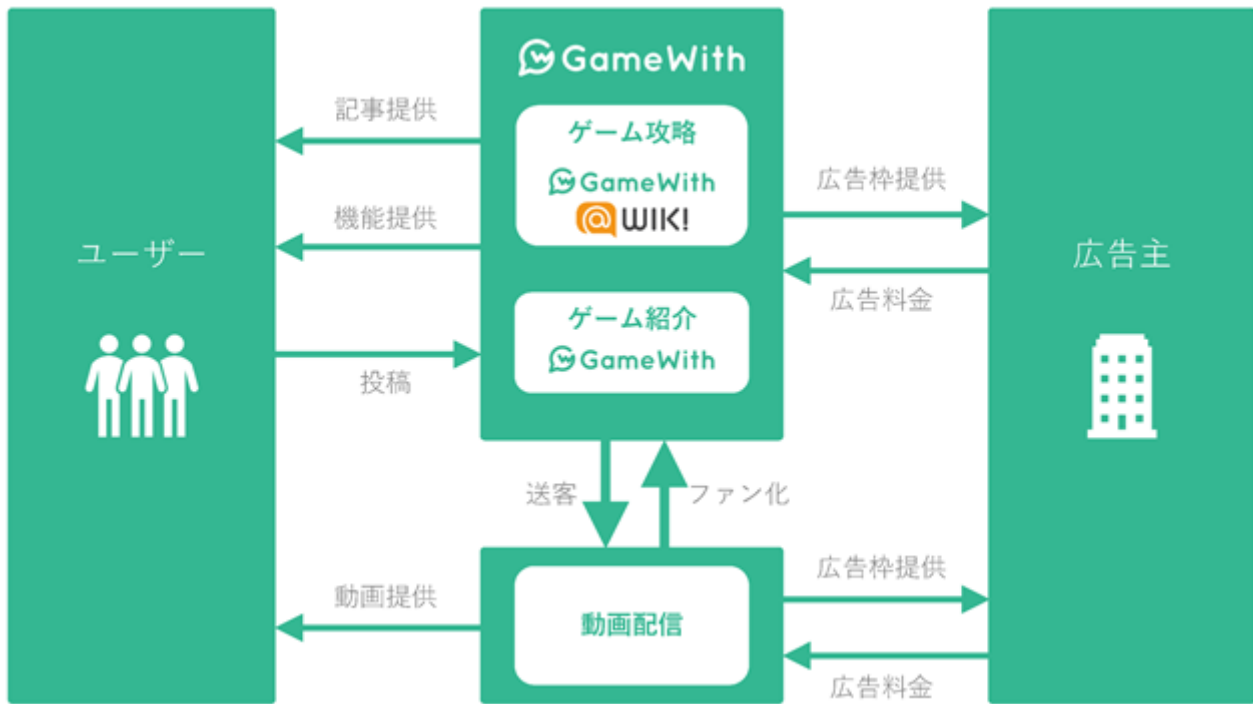 ユーザー
記事提供
機能提供
投稿
GameWith
ゲーム攻略
GameWith
@WIKI!
ゲーム紹介
GameWith
広告枠提供
広告料金
広告主
送客
ファン化
動画提供
動画配信
広告枠提供
広告料金